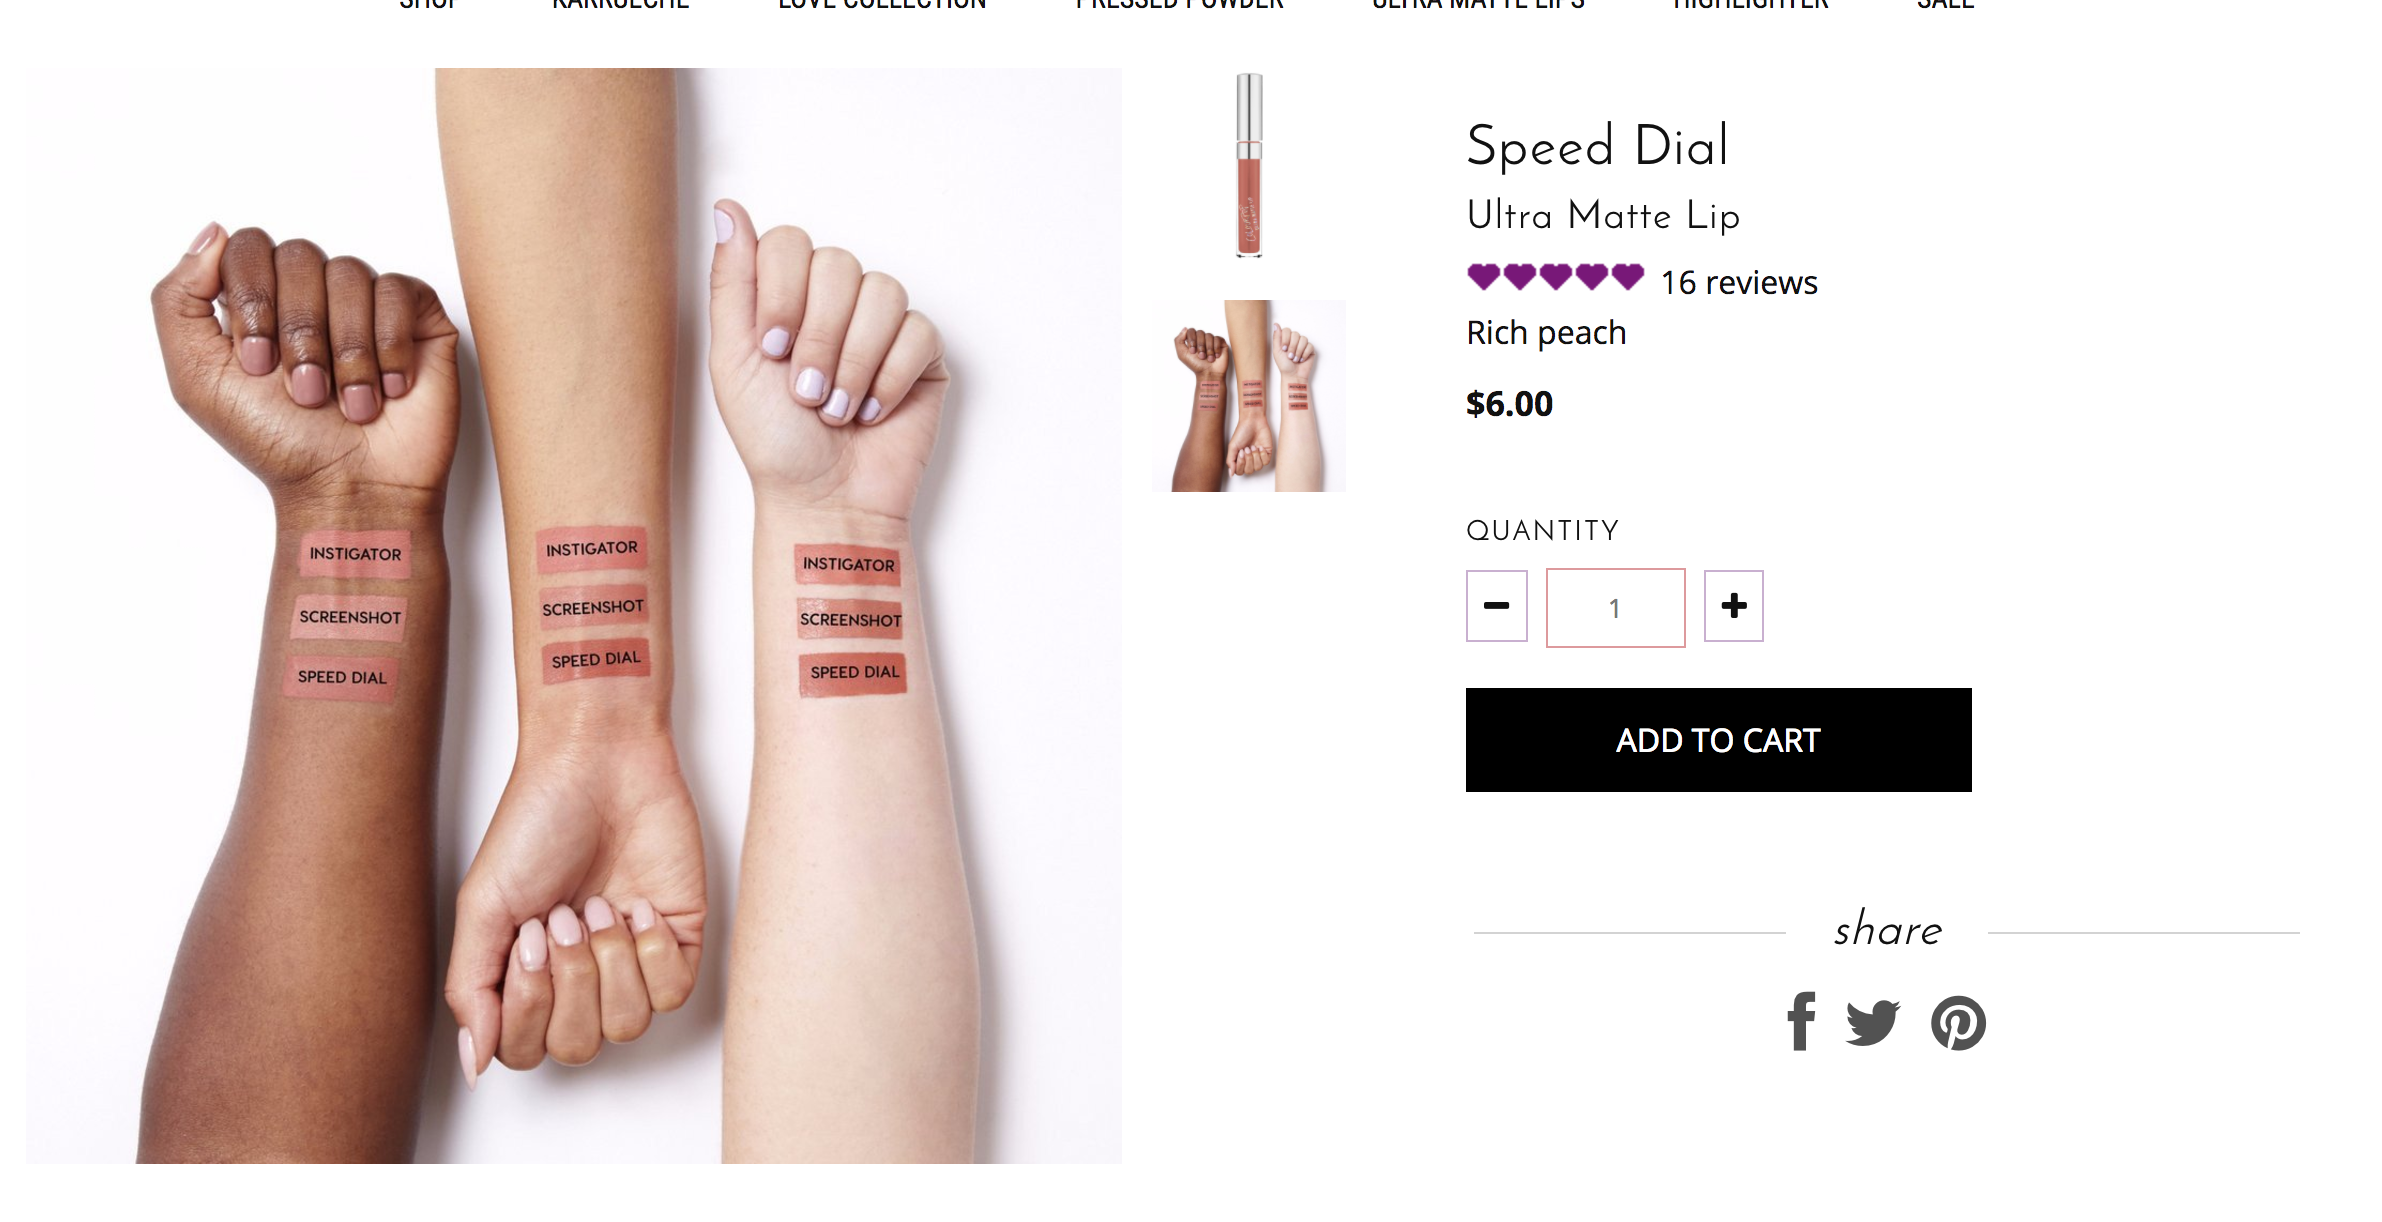 SHOP KARRUECHE LOVE COLLECTION PRESSED POWDER ULTRA MATTE LIPS HIGHLIGHTER SALE
INSTIGATOR
SCREENSHOT
SPEED DIAL
INSTIGATOR
SCREENSHOT
SPEED DIAL
INSTIGATOR
SCREENSHOT
SPEED DIAL
Speed Dial
Ultra Matte Lip
16 reviews
Rich peach
$6.00
QUANTITY
1
ADD TO CART
share